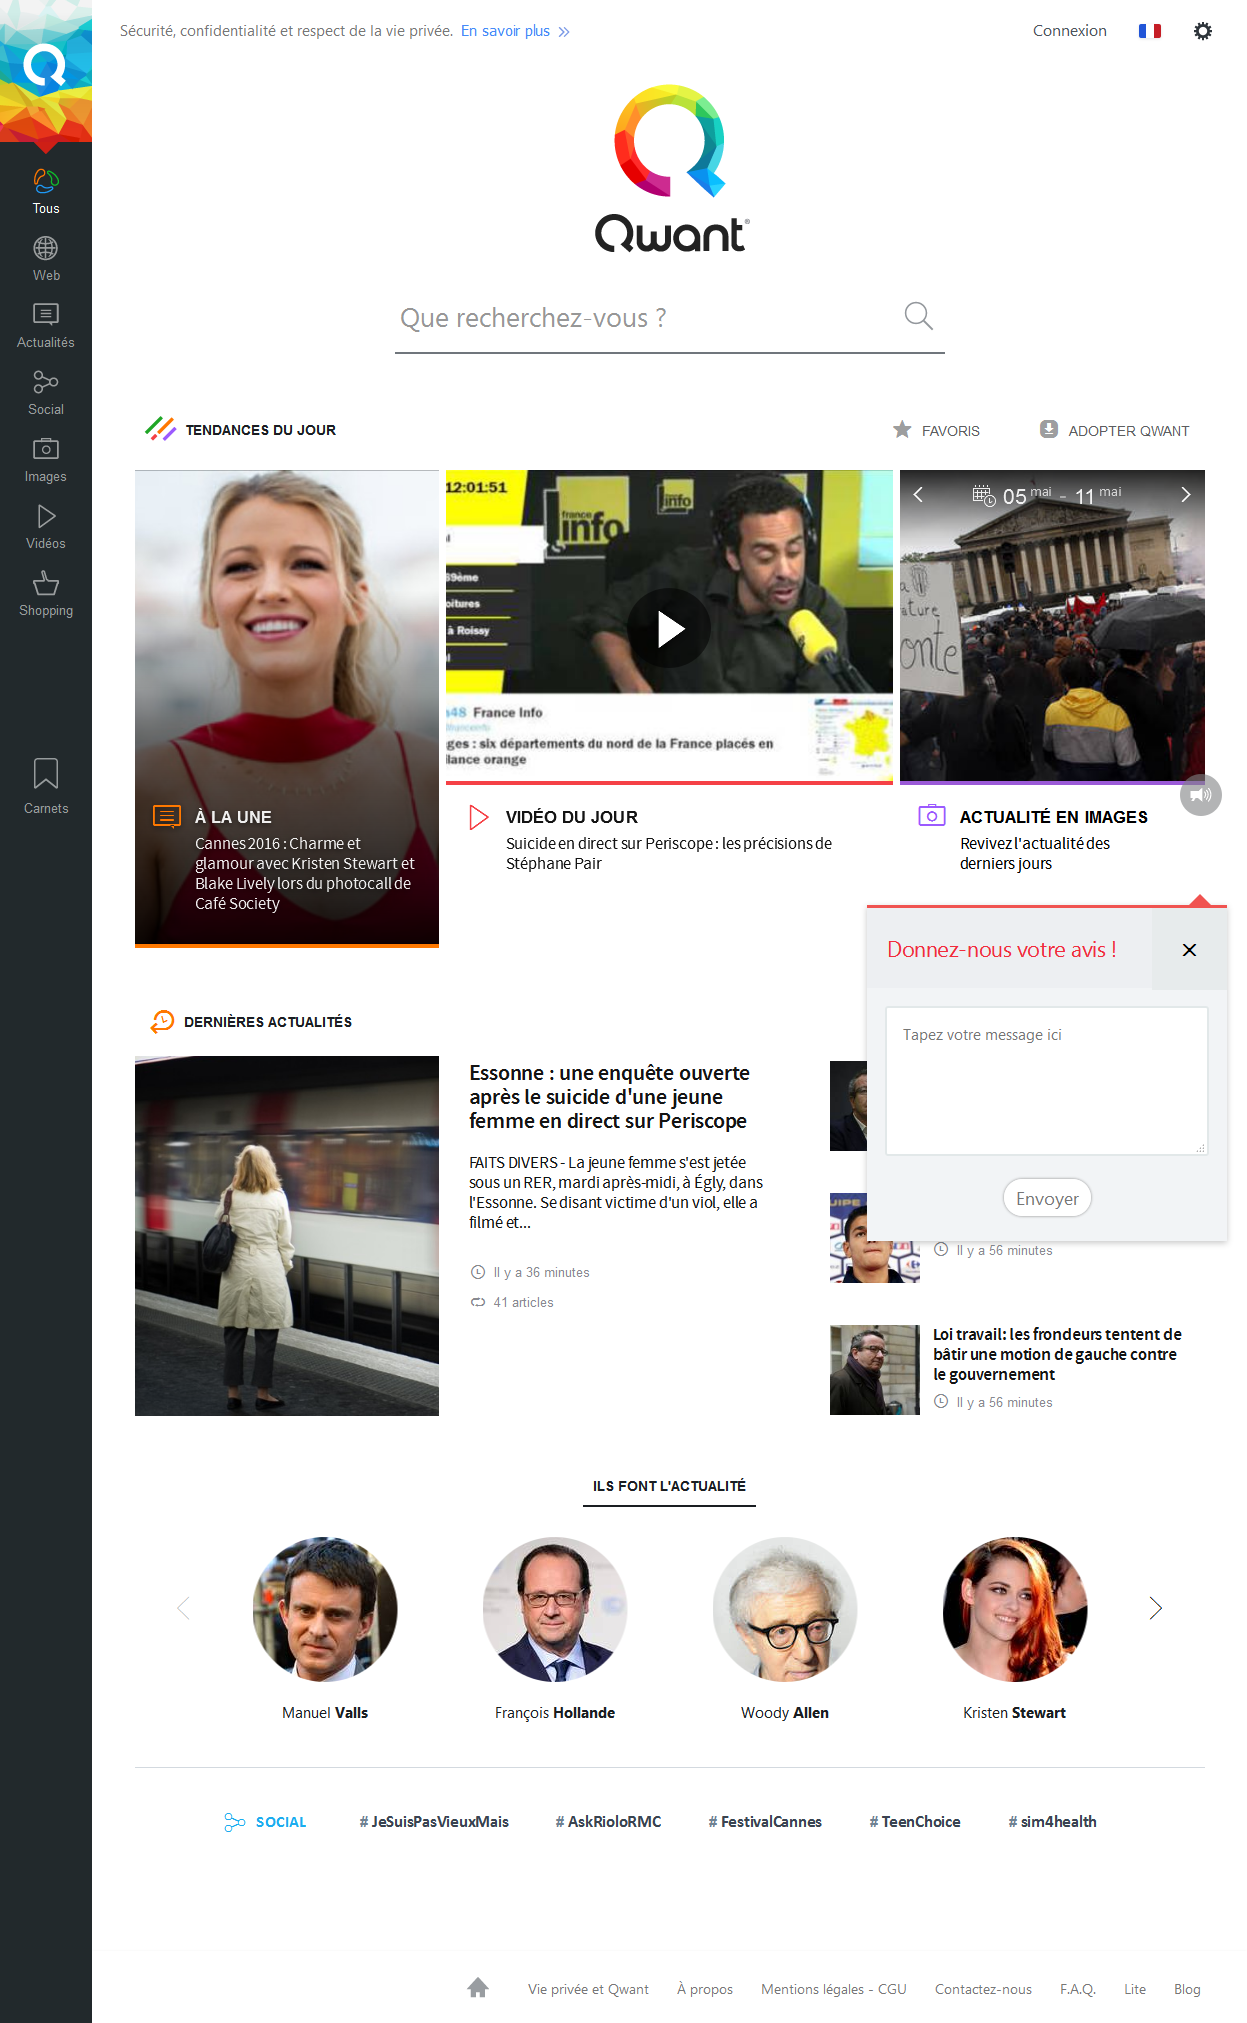 Sécurité, confidentialité et respect de la vie privée. En savoir plus
Connexion
Tous
Web
Actualités
Social
Images
Vidéos
Shopping
Carnets
Qwant
Que recherchez-vous ?
TENDANCES DU JOUR
FAVORIS
ADOPTER QWANT
À LA UNE
Cannes 2016 : Charme et
glamour avec Kristen Stewart et
Blake Lively lors du photocall de
Café Society
12:01:51
france
info
info
39ème
oitures
à Roissy
a48 France Info
ges : six départements du nord de la France placés en
ilance orange
VIDÉO DU JOUR
Suicide en direct sur Periscope : les précisions de
Stéphane Pair
05 mai - 11 mai
ature
onte
ACTUALITÉ EN IMAGES
Revivez l'actualité des
derniers jours
Donnez-nous votre avis !
Tapez votre message ici
Envoyer
DERNIÈRES ACTUALITÉS
Essonne : une enquête ouverte
après le suicide d'une jeune
femme en direct sur Periscope
FAITS DIVERS - La jeune femme s'est jetée
sous un RER, mardi après-midi, à Égly, dans
l'Essonne. Se disant victime d'un viol, elle a
filmé et...
Il y a 36 minutes
41 articles
UIPE
Il y a 56 minutes
Loi travail: les frondeurs tentent de
bâtir une motion de gauche contre
le gouvernement
Il y a 56 minutes
ILS FONT L'ACTUALITÉ
Manuel Valls
François Hollande
Woody Allen
Kristen Stewart
SOCIAL
# JeSuisPasVieuxMais
# AskRioloRMC
# FestivalCannes
# TeenChoice
# sim4health
Vie privée et Qwant
À propos
Mentions légales - CGU
Contactez-nous
F.A.Q.
Lite
Blog